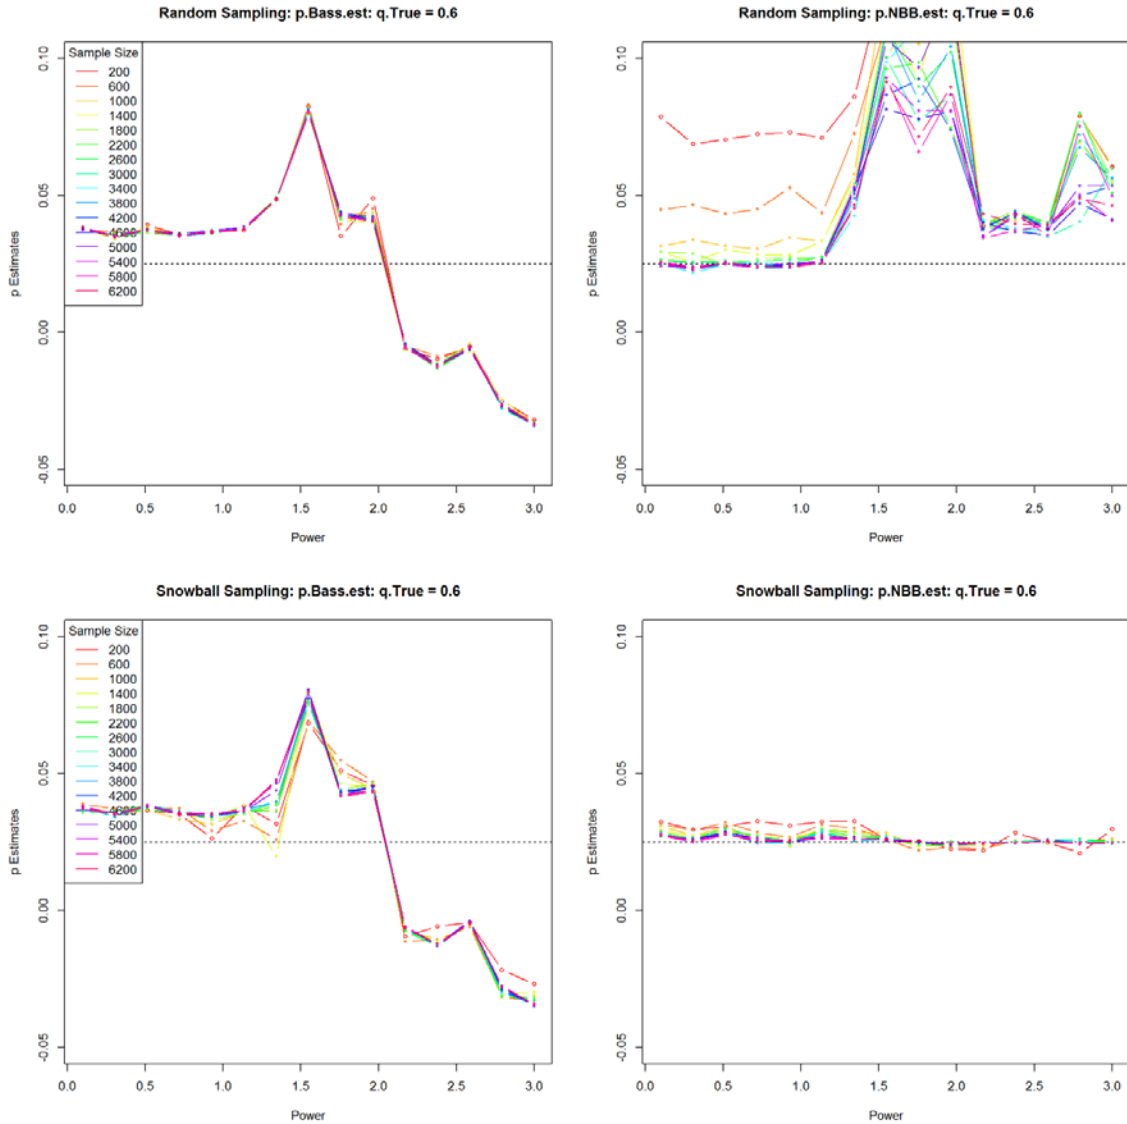 Random Sampling: p.Bass.est: q.True = 0.6
p Estimates
0.10
0.05
0.00
-0.05
Sample Size
200
600
1000
1400
1800
2200
2600
3000
3400
3800
4200
4600
5000
5400
5800
6200
0.0 0.5 1.0 1.5 2.0 2.5 3.0
Power
Random Sampling: p.NBB.est: q.True = 0.6
p Estimates
0.10
0.05
0.00
-0.05
0.0 0.5 1.0 1.5 2.0 2.5 3.0
Power
Snowball Sampling: p.Bass.est: q.True = 0.6
p Estimates
0.10
0.05
0.00
-0.05
Sample Size
200
600
1000
1400
1800
2200
2600
3000
3400
3800
4200
4600
5000
5400
5800
6200
0.0 0.5 1.0 1.5 2.0 2.5 3.0
Power
Snowball Sampling: p.NBB.est: q.True = 0.6
p Estimates
0.10
0.05
0.00
-0.05
0.0 0.5 1.0 1.5 2.0 2.5 3.0
Power